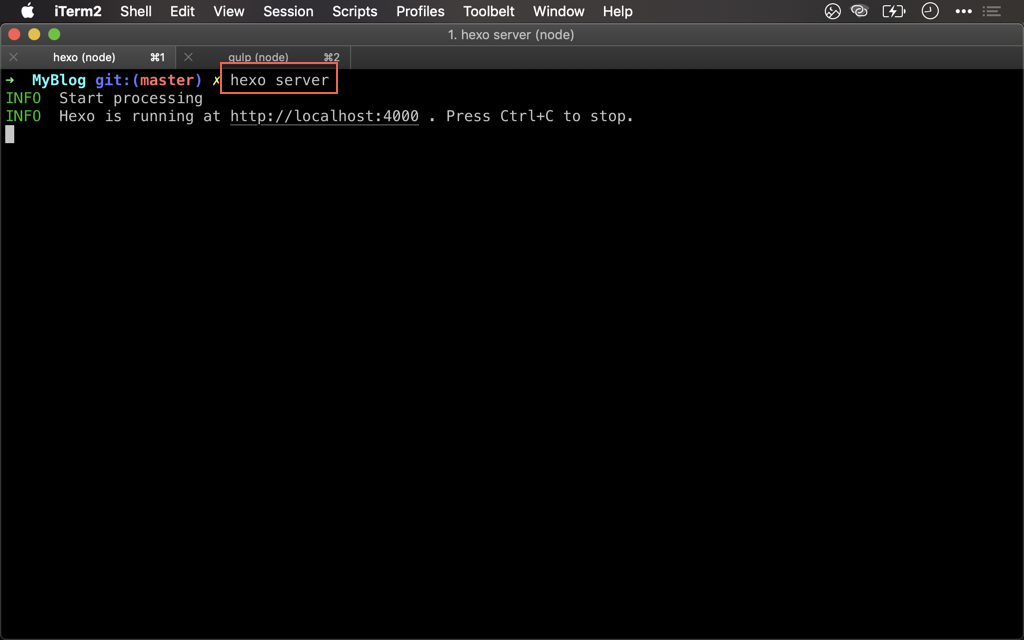 iTerm2 Shell Edit View Session Scripts Profiles Toolbelt Window Help
1. hexo server (node)
hexo (node) ⌘1 gulp (node) ⌘2
➜ MyBlog git:(master) ✗ hexo server
INFO Start processing
INFO Hexo is running at http://localhost:4000 . Press Ctrl+C to stop.